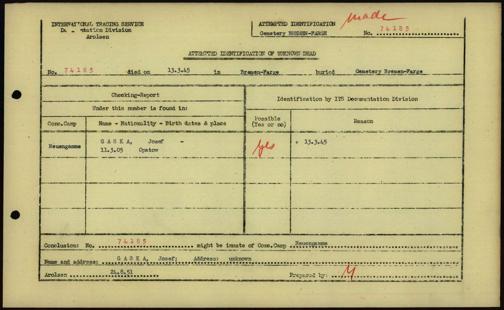 INTERNATIONAL TRACING SERVICE
Documentation Division
Arolsen
ATTEMPTED IDENTIFICATION made
Cemetery BREMEN-FARGE No. 74185
ATTEMPTED IDENTIFICATION OF UNKNOWN DEAD
No. 74185 died on 13.3.45 in Bremen-Farge buried Cemetery Bremen-Farge
Checking-Report
Under this number is found in:
Identification by ITS Documentation Division
Conc.Camp
Name - Nationality - Birth dates & place
Possible
(Yes or no)
Reason
Neuengamme
GASKA, Josef -
11.3.05 Opatow
yes
+ 13.3.45
Conclusion: No. 74185 might be inmate of Conc.Camp Neuengamme
Name and address: GASKA, Josef; Address: unknown
Arolsen 24.8.51 Prepared by: